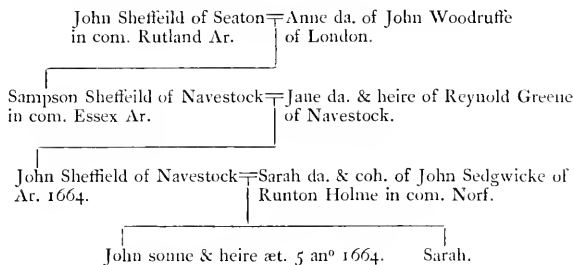 John Sheffeild of Seaton=Anne da. of John Woodruffe
in com. Rutland Ar. of London.
Sampson Sheffeild of Navestock=Jane da. & heire of Reynold Greene
in com. Essex Ar. of Navestock.
John Sheffield of Navestock=Sarah da. & coh. of John Sedgwicke of
Ar. 1664. Runton Holme in com. Norf.
John sonne & heire æt. 5 anº 1664. Sarah.